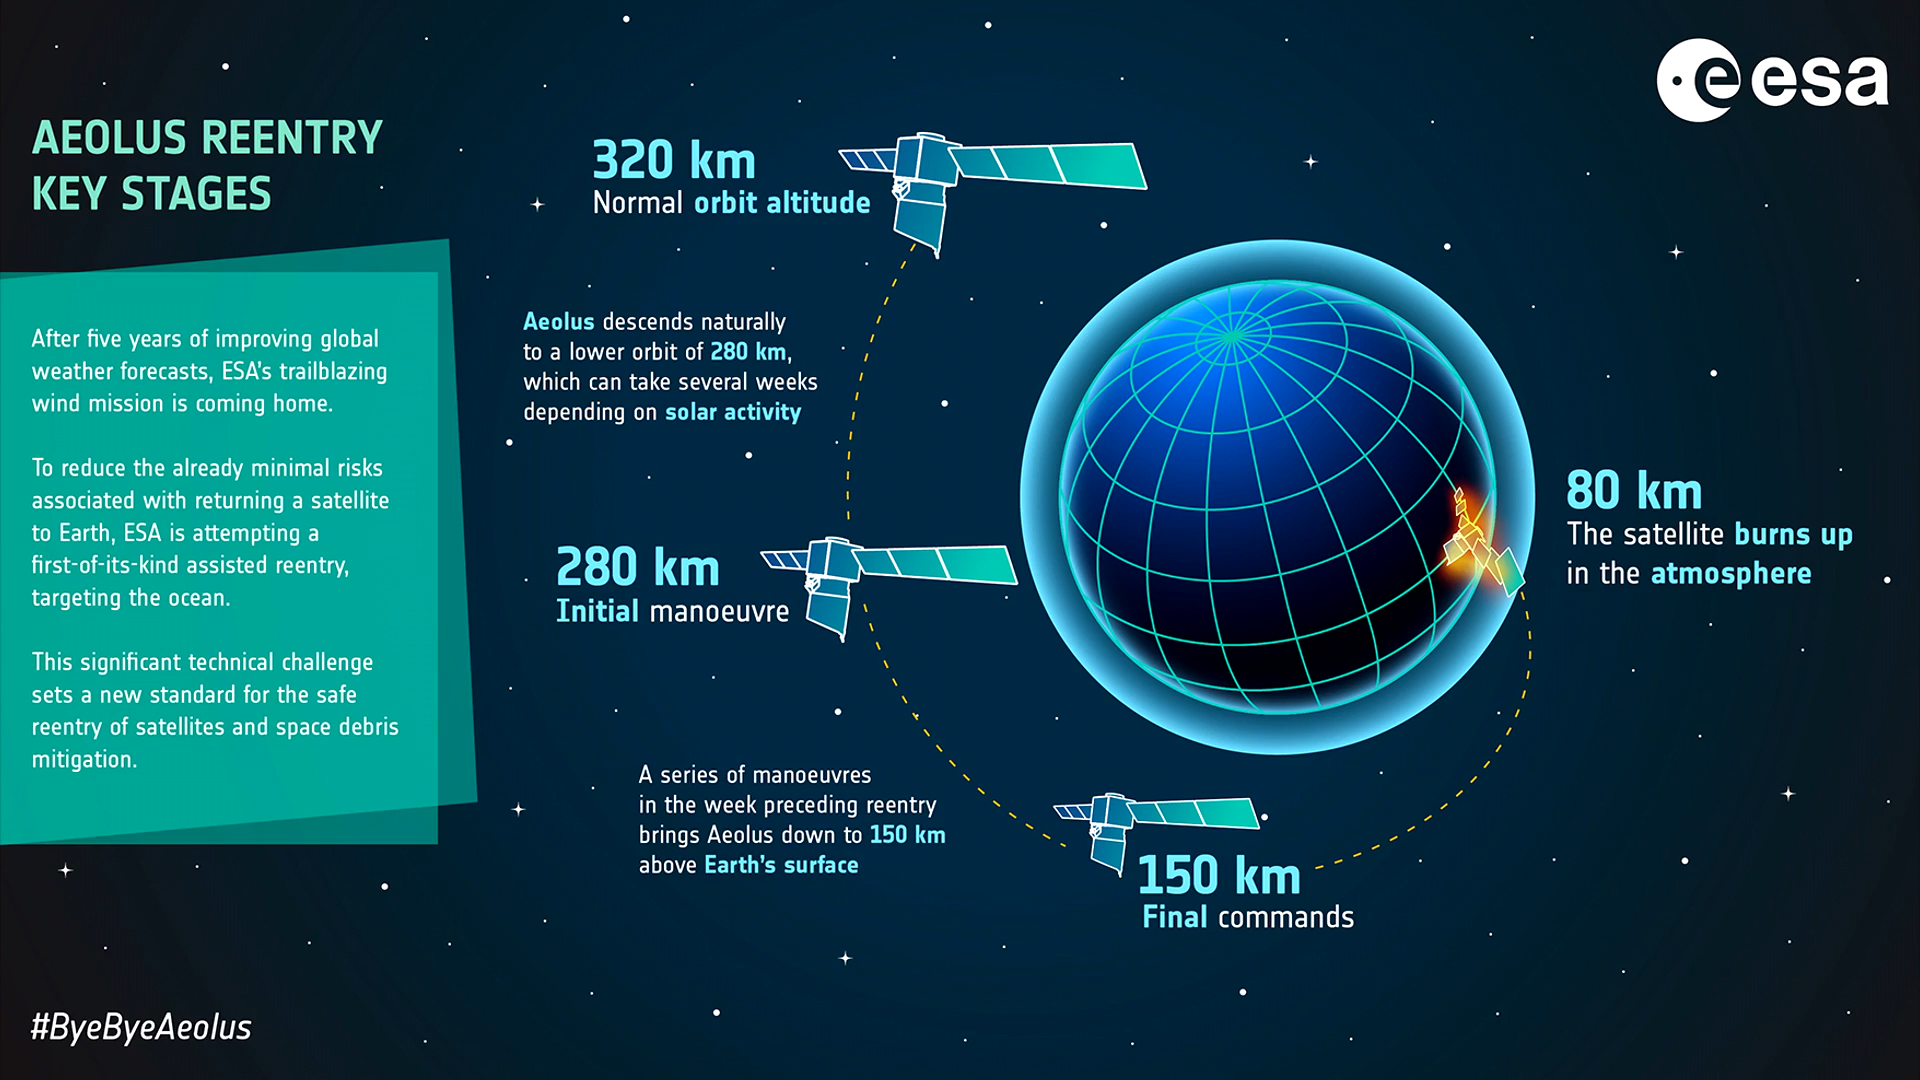 esa
AEOLUS REENTRY
KEY STAGES
After five years of improving global
weather forecasts, ESA's trailblazing
wind mission is coming home.
To reduce the already minimal risks
associated with returning a satellite
to Earth, ESA is attempting a
first-of-its-kind assisted reentry,
targeting the ocean.
This significant technical challenge
sets a new standard for the safe
reentry of satellites and space debris
mitigation.
#ByeByeAeolus
320 km
Normal orbit altitude
Aeolus descends naturally
to a lower orbit of 280 km,
which can take several weeks
depending on solar activity
280 km
Initial manoeuvre
A series of manoeuvres
in the week preceding reentry
brings Aeolus down to 150 km
above Earth's surface
150 km
Final commands
80 km
The satellite burns up
in the atmosphere